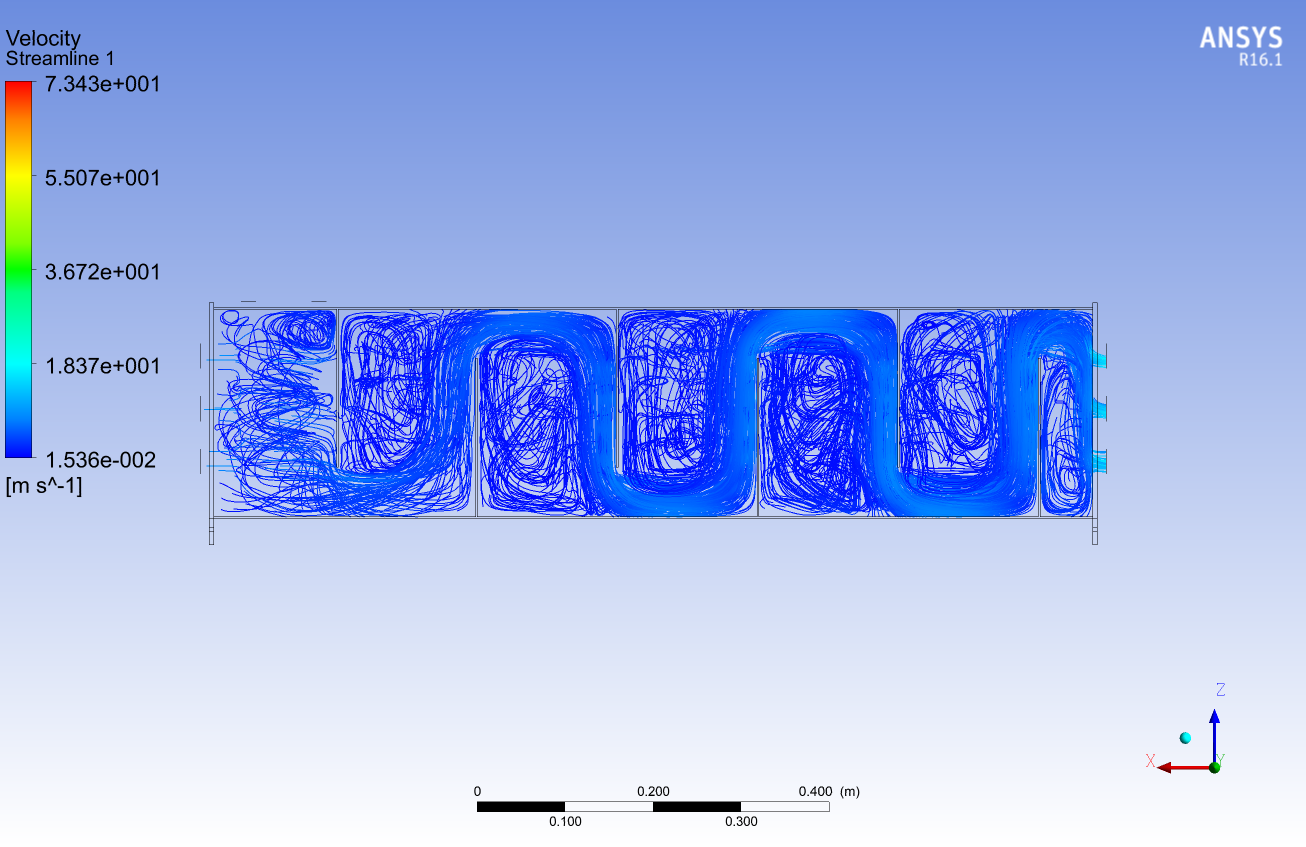 Velocity
Streamline 1
7.343e+001
5.507e+001
3.672e+001
1.837e+001
1.536e-002
[m s^-1]
ANSYS
R16.1
Z
X
Y
0
0.200
0.400 (m)
0.100
0.300